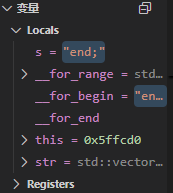 变量
Locals
s = "end;"
__for_range = std…
__for_begin = "en…
__for_end
this = 0x5ffcd0
str = std::vector…
Registers